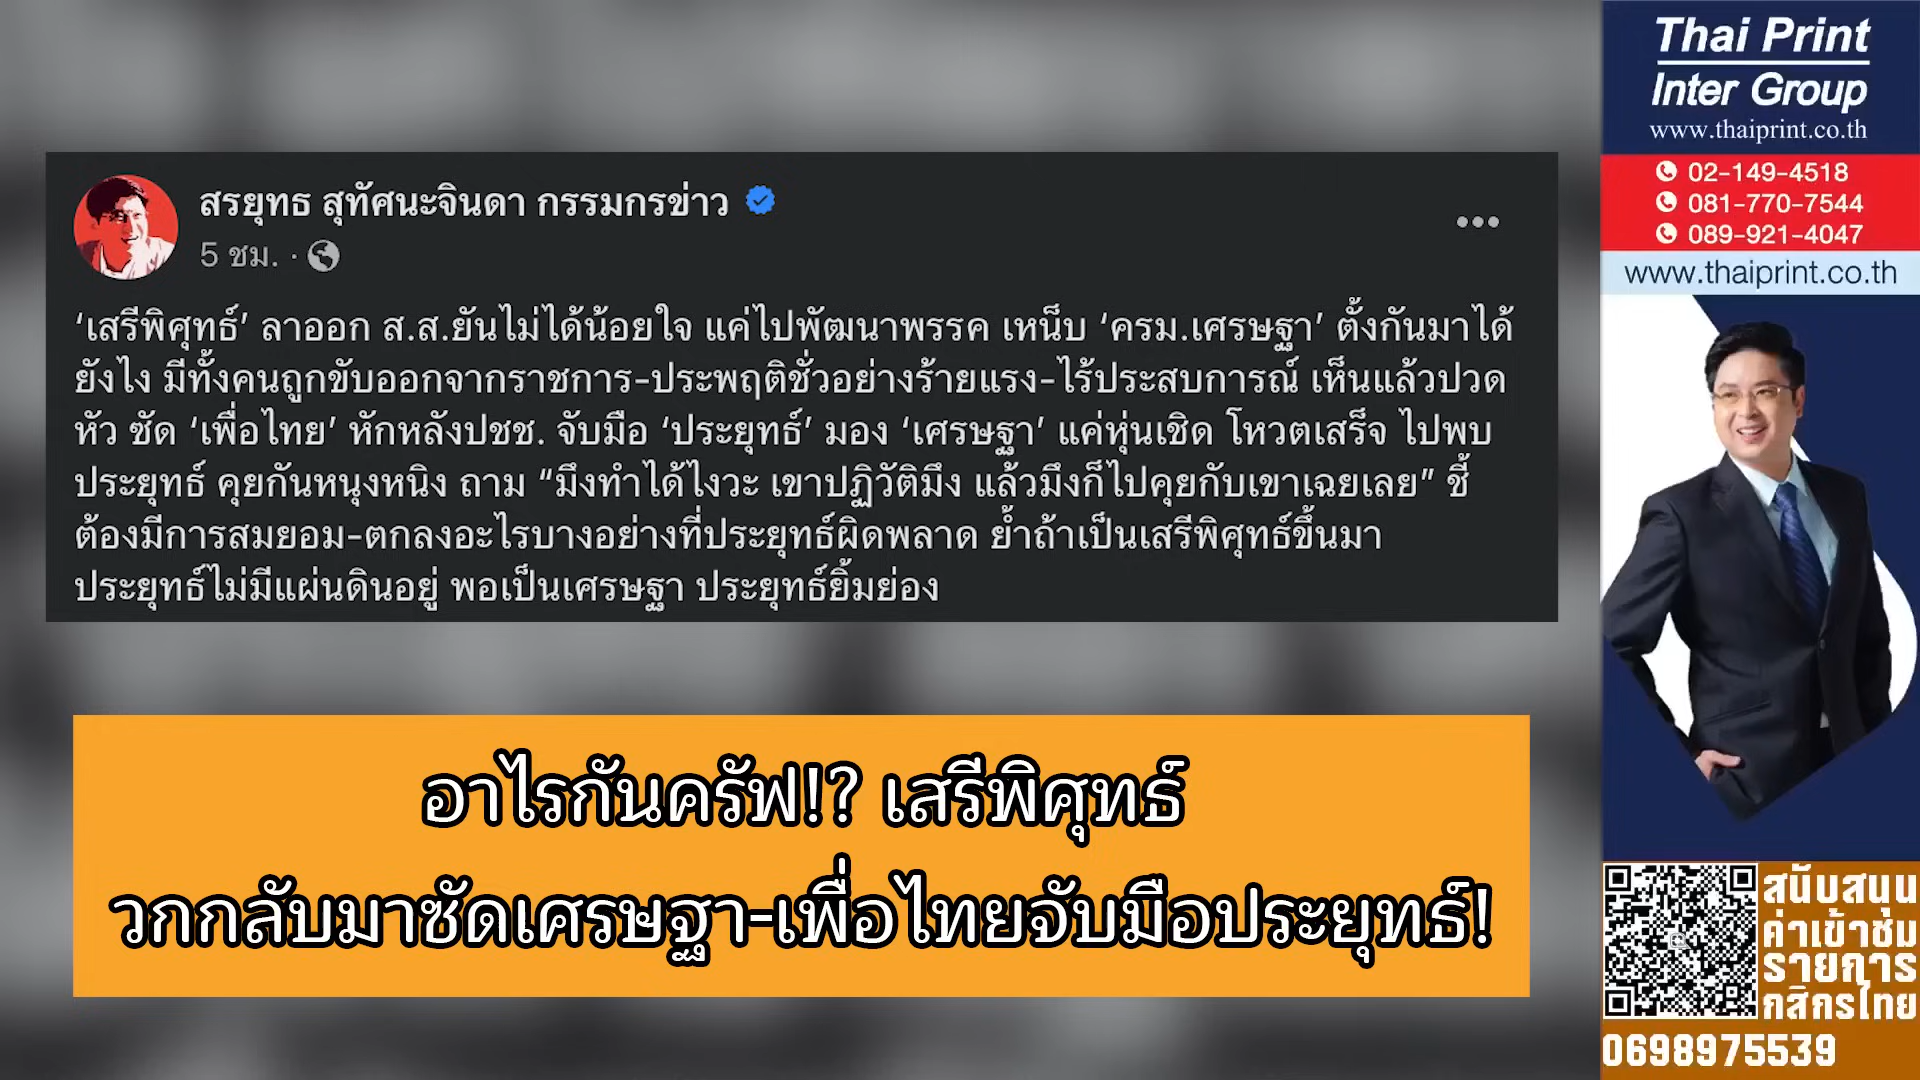 สรยุทธ สุทัศนะจินดา กรรมกรข่าว
5 ชม. ·
‘เสรีพิศุทธ์’ ลาออก ส.ส.ยันไม่ได้น้อยใจ แค่ไปพัฒนาพรรค เหน็บ ‘ครม.เศรษฐา’ ตั้งกันมาได้
ยังไง มีทั้งคนถูกขับออกจากราชการ-ประพฤติชั่วอย่างร้ายแรง-ไร้ประสบการณ์ เห็นแล้วปวด
หัว ซัด ‘เพื่อไทย’ หักหลังปชช. จับมือ ‘ประยุทธ์’ มอง ‘เศรษฐา’ แค่หุ่นเชิด โหวตเสร็จ ไปพบ
ประยุทธ์ คุยกันหนุงหนิง ถาม “มึงทำได้ไงวะ เขาปฏิวัติมึง แล้วมึงก็ไปคุยกับเขาเฉยเลย” ชี้
ต้องมีการสมยอม-ตกลงอะไรบางอย่างที่ประยุทธ์ผิดพลาด ย้ำถ้าเป็นเสรีพิศุทธ์ขึ้นมา
ประยุทธ์ไม่มีแผ่นดินอยู่ พอเป็นเศรษฐา ประยุทธ์ยิ้มย่อง
อาไรกันครัฟ!? เสรีพิศุทธ์
วกกลับมาซัดเศรษฐา-เพื่อไทยจับมือประยุทธ์!
Thai Print
Inter Group
www.thaiprint.co.th
02-149-4518
081-770-7544
089-921-4047
www.thaiprint.co.th
สนับสนุน
ค่าเข้าชม
รายการ
กสิกรไทย
0698975539